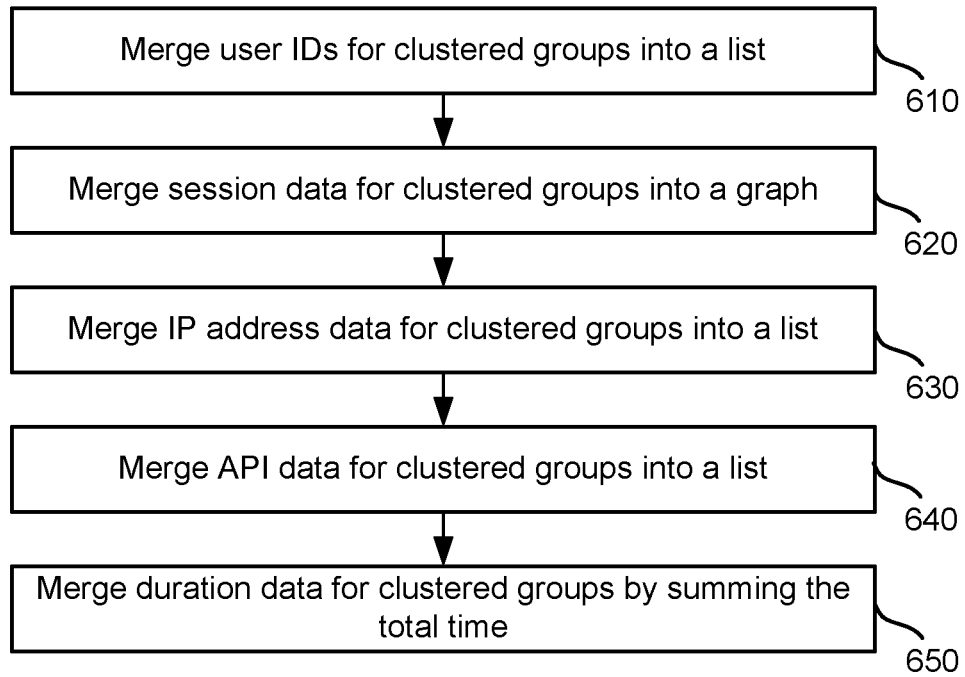 Merge user IDs for clustered groups into a list
610
Merge session data for clustered groups into a graph
620
Merge IP address data for clustered groups into a list
630
Merge API data for clustered groups into a list
640
Merge duration data for clustered groups by summing the
total time
650